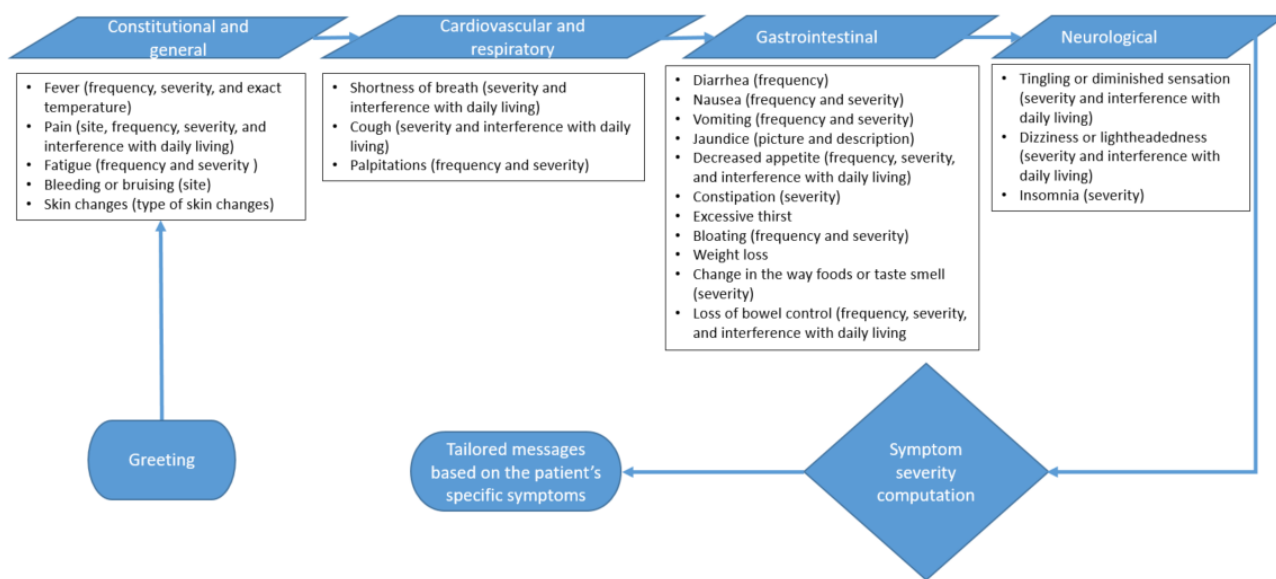 Constitutional and
general
Cardiovascular and
respiratory
Gastrointestinal
Neurological
• Fever (frequency, severity, and exact
temperature)
• Pain (site, frequency, severity, and
interference with daily living)
• Fatigue (frequency and severity )
• Bleeding or bruising (site)
• Skin changes (type of skin changes)
• Shortness of breath (severity and
interference with daily living)
• Cough (severity and interference with daily
living)
• Palpitations (frequency and severity)
• Diarrhea (frequency)
• Nausea (frequency and severity)
• Vomiting (frequency and severity)
• Jaundice (picture and description)
• Decreased appetite (frequency, severity,
and interference with daily living)
• Constipation (severity)
• Excessive thirst
• Bloating (frequency and severity)
• Weight loss
• Change in the way foods or taste smell
(severity)
• Loss of bowel control (frequency, severity,
and interference with daily living
• Tingling or diminished sensation
(severity and interference with
daily living)
• Dizziness or lightheadedness
(severity and interference with
daily living)
• Insomnia (severity)
Greeting
Tailored messages
based on the patient’s
specific symptoms
Symptom
severity
computation